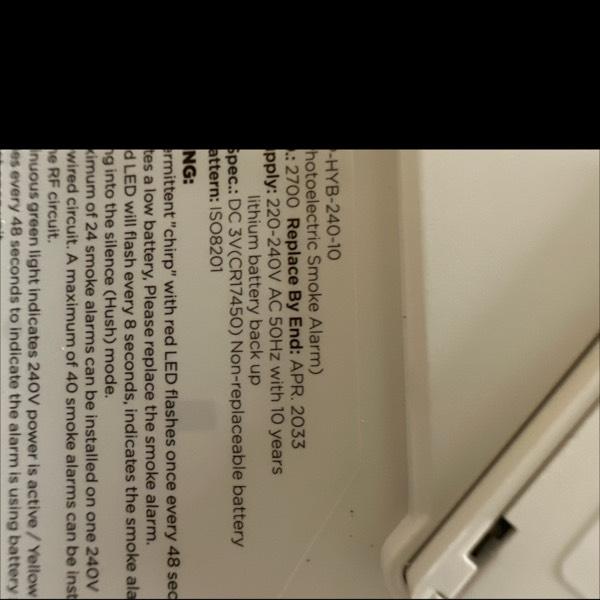 -HYB-240-10
hotoelectric Smoke Alarm)
.: 2700 Replace By End: APR. 2033
pply: 220-240V AC 50Hz with 10 years
lithium battery back up
Spec.: DC 3V(CR17450) Non-replaceable battery
attern: ISO8201
NG:
ermittent "chirp" with red LED flashes once every 48 sec
tes a low battery, Please replace the smoke alarm.
d LED will flash every 8 seconds, indicates the smoke ala
ng into the silence (Hush) mode.
ximum of 24 smoke alarms can be installed on one 240V
wired circuit. A maximum of 40 smoke alarms can be inst
e RF circuit.
nuous green light indicates 240V power is active / Yellow
es every 48 seconds to indicate the alarm is using battery